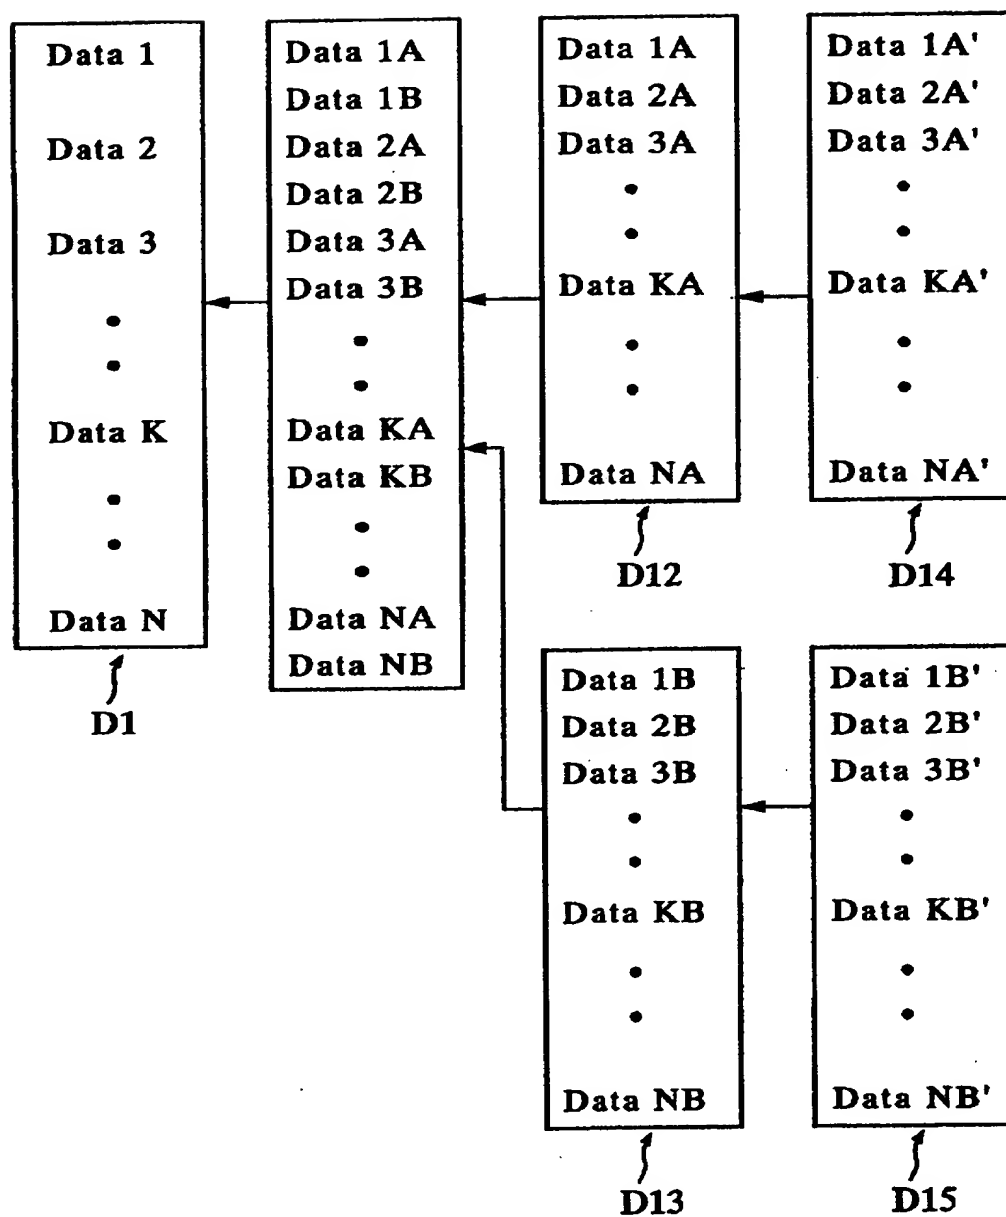 Data 1
Data 2
Data 3
Data K
Data N
D1
Data 1A
Data 1B
Data 2A
Data 2B
Data 3A
Data 3B
Data KA
Data KB
Data NA
Data NB
Data 1A
Data 2A
Data 3A
Data KA
Data NA
D12
Data 1A'
Data 2A'
Data 3A'
Data KA'
Data NA'
D14
Data 1B
Data 2B
Data 3B
Data KB
Data NB
D13
Data 1B'
Data 2B'
Data 3B'
Data KB'
Data NB'
D15